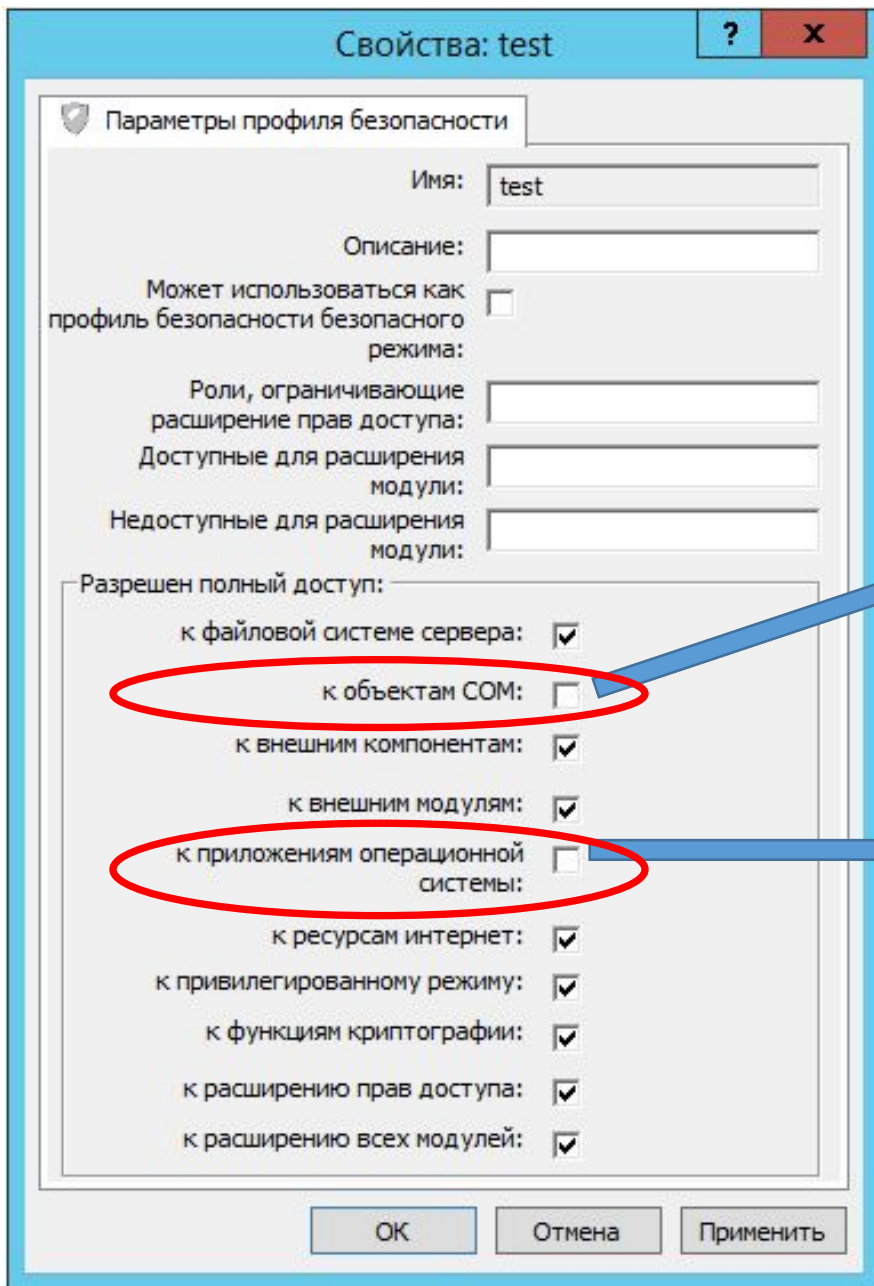 Свойства: test
?
x
Параметры профиля безопасности
Имя:
test
Описание:
Может использоваться как
профиль безопасности безопасного
режима:
Роли, ограничивающие
расширение прав доступа:
Доступные для расширения
модули:
Недоступные для расширения
модули:
Разрешен полный доступ:
к файловой системе сервера:
к объектам COM:
к внешним компонентам:
к внешним модулям:
к приложениям операционной
системы:
к ресурсам интернет:
к привилегированному режиму:
к функциям криптографии:
к расширению прав доступа:
к расширению всех модулей:
ОК
Отмена
Применить